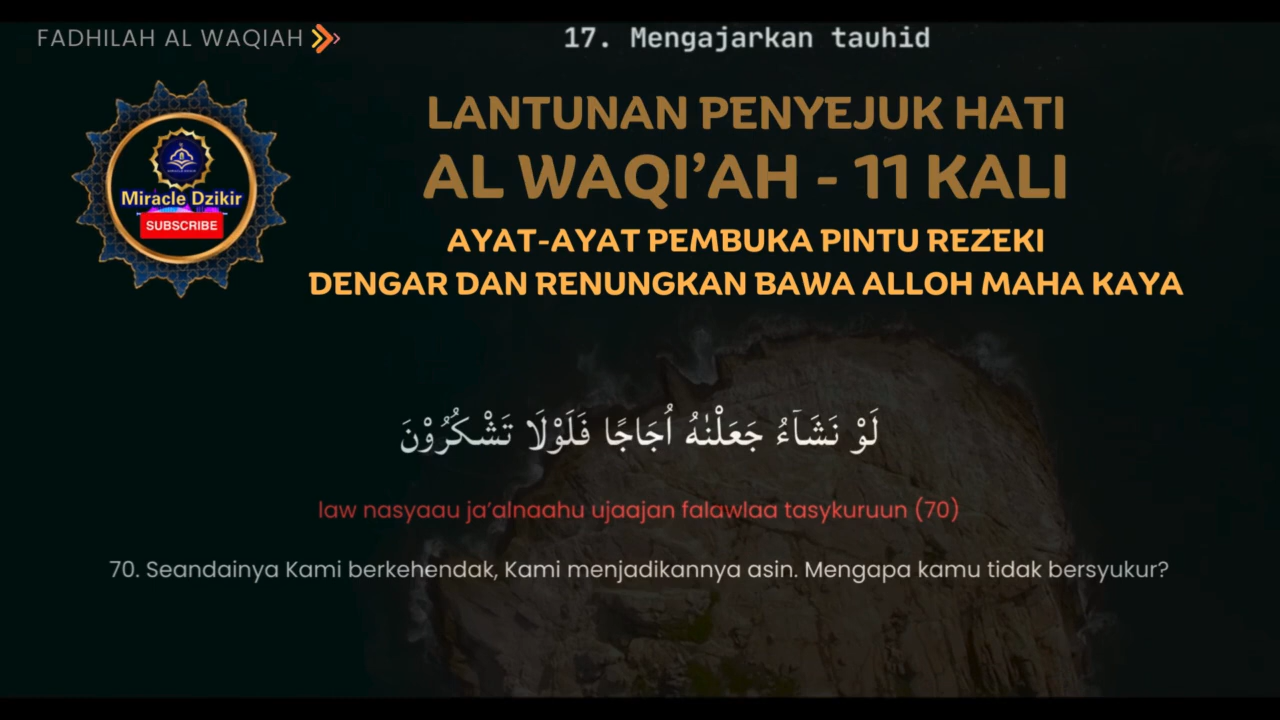 FADHILAH AL WAQIAH
17. Mengajarkan tauhid
Miracle Dzikir
SUBSCRIBE
LANTUNAN PENYEJUK HATI
AL WAQI’AH - 11 KALI
AYAT-AYAT PEMBUKA PINTU REZEKI
DENGAR DAN RENUNGKAN BAWA ALLOH MAHA KAYA
لَوْ نَشَاۤءُ جَعَلْنٰهُ اُجَاجًا فَلَوْلَا تَشْكُرُوْنَ
law nasyaau ja’alnaahu ujaajan falawlaa tasykuruun (70)
70. Seandainya Kami berkehendak, Kami menjadikannya asin. Mengapa kamu tidak bersyukur?